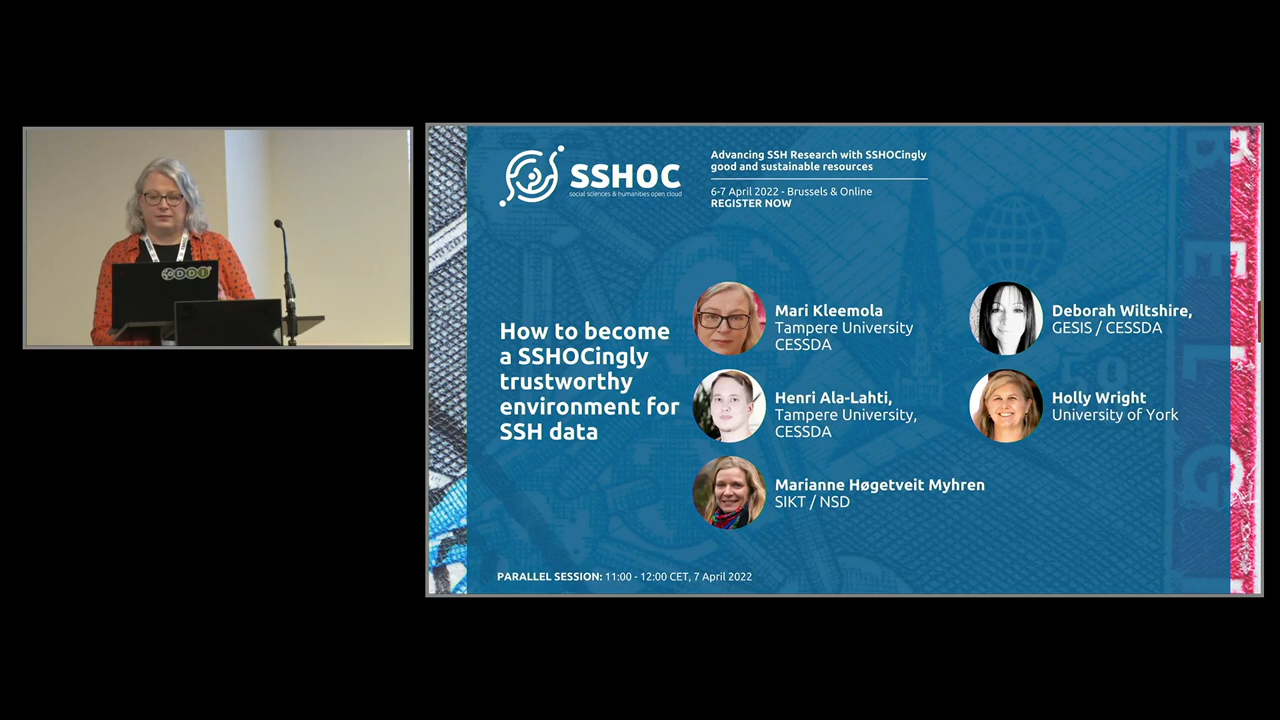 SSHOC
social sciences & humanities open cloud
Advancing SSH Research with SSHOCingly
good and sustainable resources
6-7 April 2022 - Brussels & Online
REGISTER NOW
How to become
a SSHOCingly
trustworthy
environment for
SSH data
Mari Kleemola
Tampere University
CESSDA
Henri Ala-Lahti,
Tampere University,
CESSDA
Marianne Høgetveit Myhren
SIKT / NSD
Deborah Wiltshire,
GESIS / CESSDA
Holly Wright
University of York
PARALLEL SESSION: 11:00 - 12:00 CET, 7 April 2022